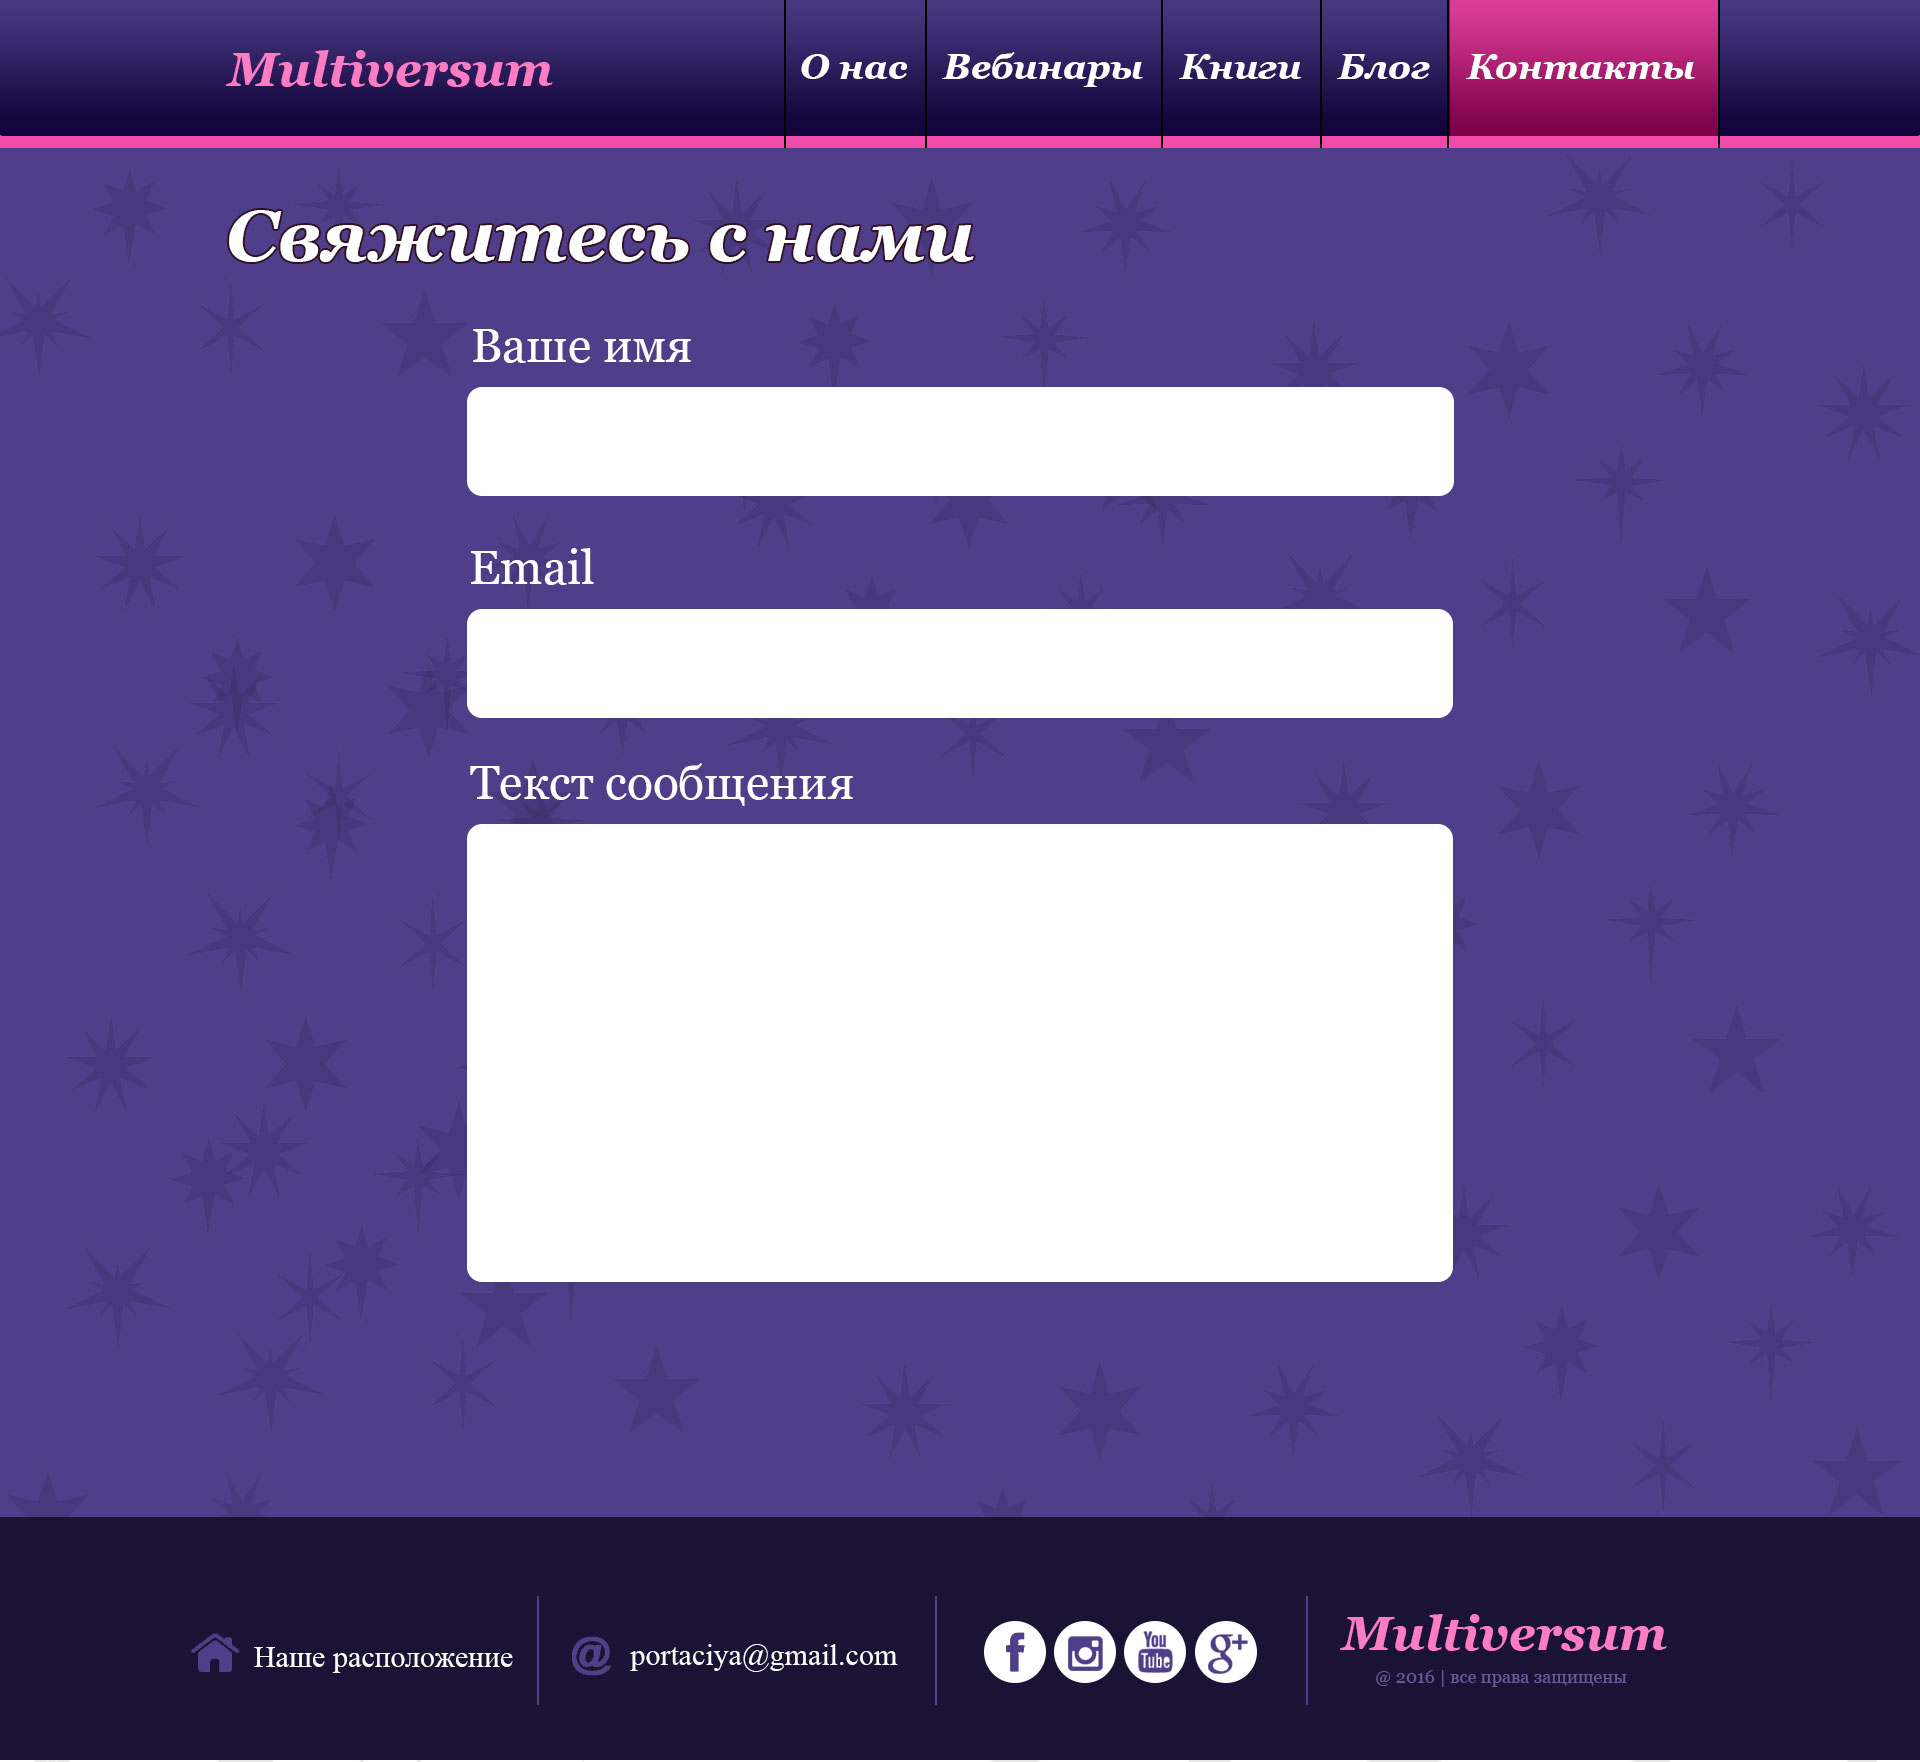 Multiversum
О нас Вебинары Книги Блог Контакты
Свяжитесь с нами
Ваше имя
Email
Текст сообщения
Наше расположение
@ portaciya@gmail.com
f You Tube g+
Multiversum
@ 2016 | все права защищены